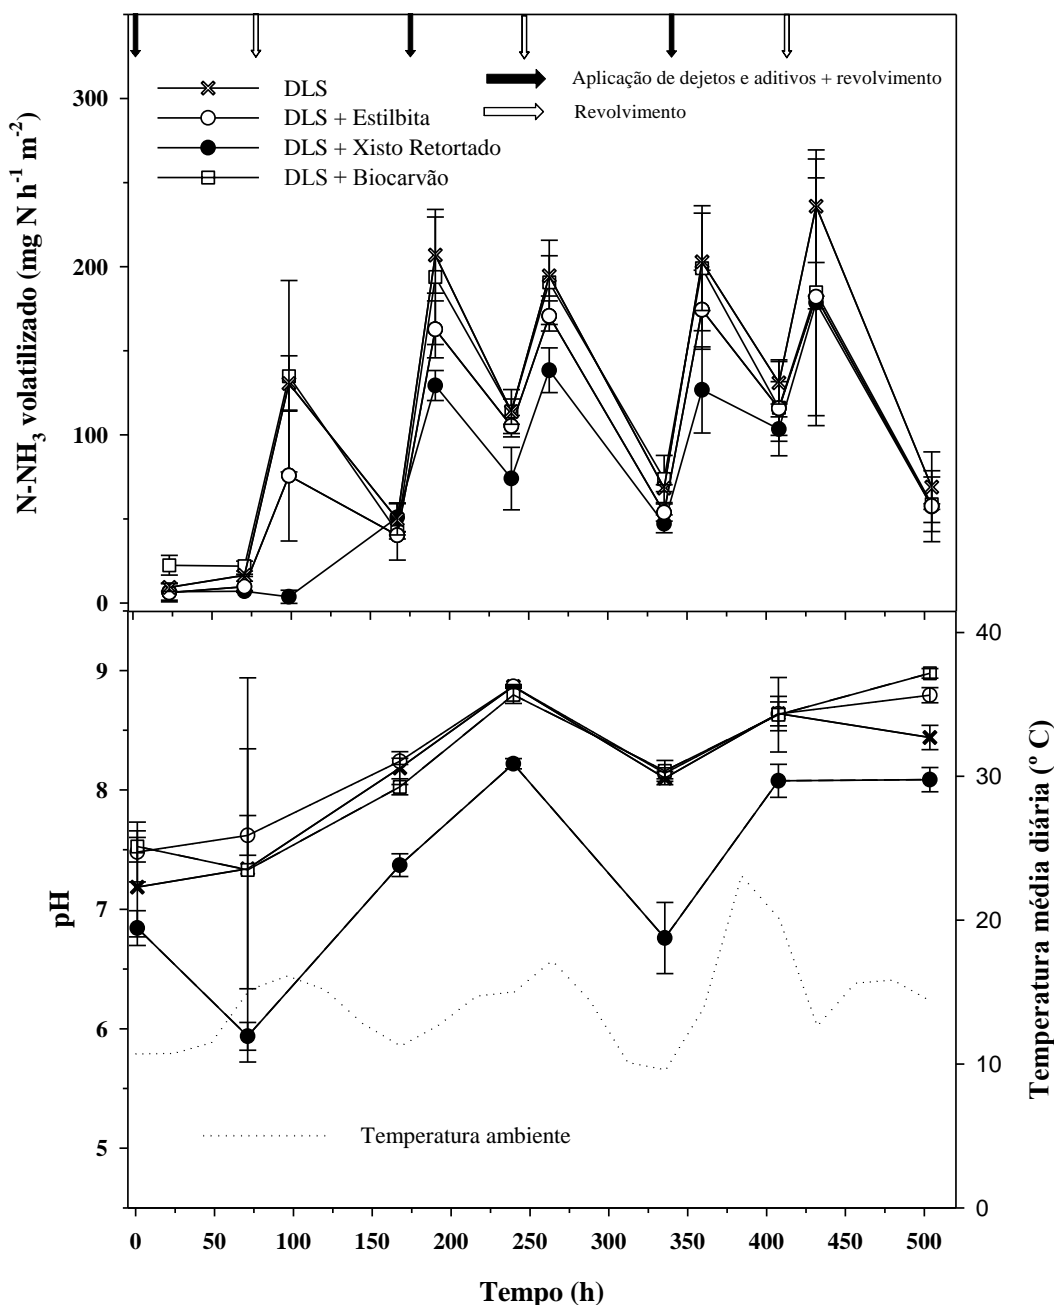 N-NH3 volatilizado (mg N h-1 m-2)
300
200
100
0
DLS
DLS + Estilbita
DLS + Xisto Retortado
DLS + Biocarvão
Aplicação de dejetos e aditivos + revolvimento
Revolvimento
pH
9
8
7
6
5
Temperatura ambiente
Temperatura média diária (º C)
40
30
20
10
0
0 50 100 150 200 250 300 350 400 450 500
Tempo (h)